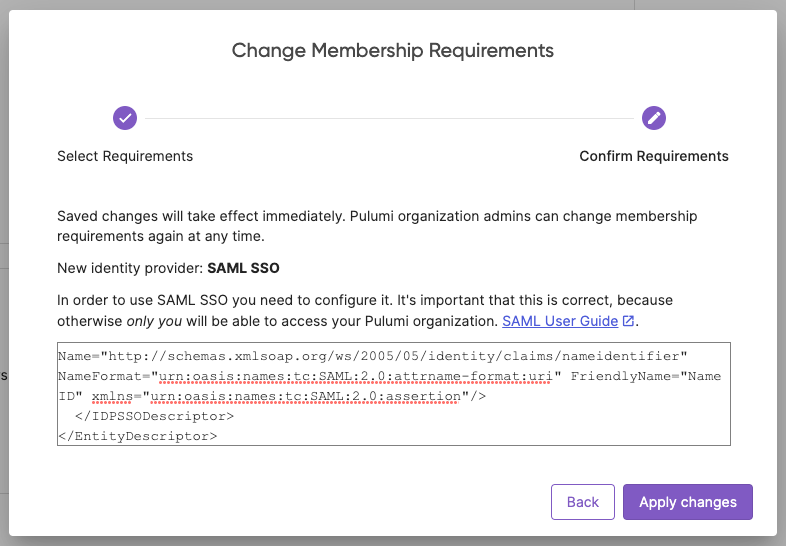 Change Membership Requirements
Select Requirements
Confirm Requirements
Saved changes will take effect immediately. Pulumi organization admins can change membership
requirements again at any time.
New identity provider: SAML SSO
In order to use SAML SSO you need to configure it. It's important that this is correct, because
otherwise only you will be able to access your Pulumi organization. SAML User Guide.
Name="http://schemas.xmlsoap.org/ws/2005/05/identity/claims/nameidentifier"
NameFormat="urn:oasis:names:tc:SAML:2.0:attrname-format:uri" FriendlyName="Name
ID" xmlns="urn:oasis:names:tc:SAML:2.0:assertion"/>
  </IDPSSODescriptor>
</EntityDescriptor>
Back
Apply changes